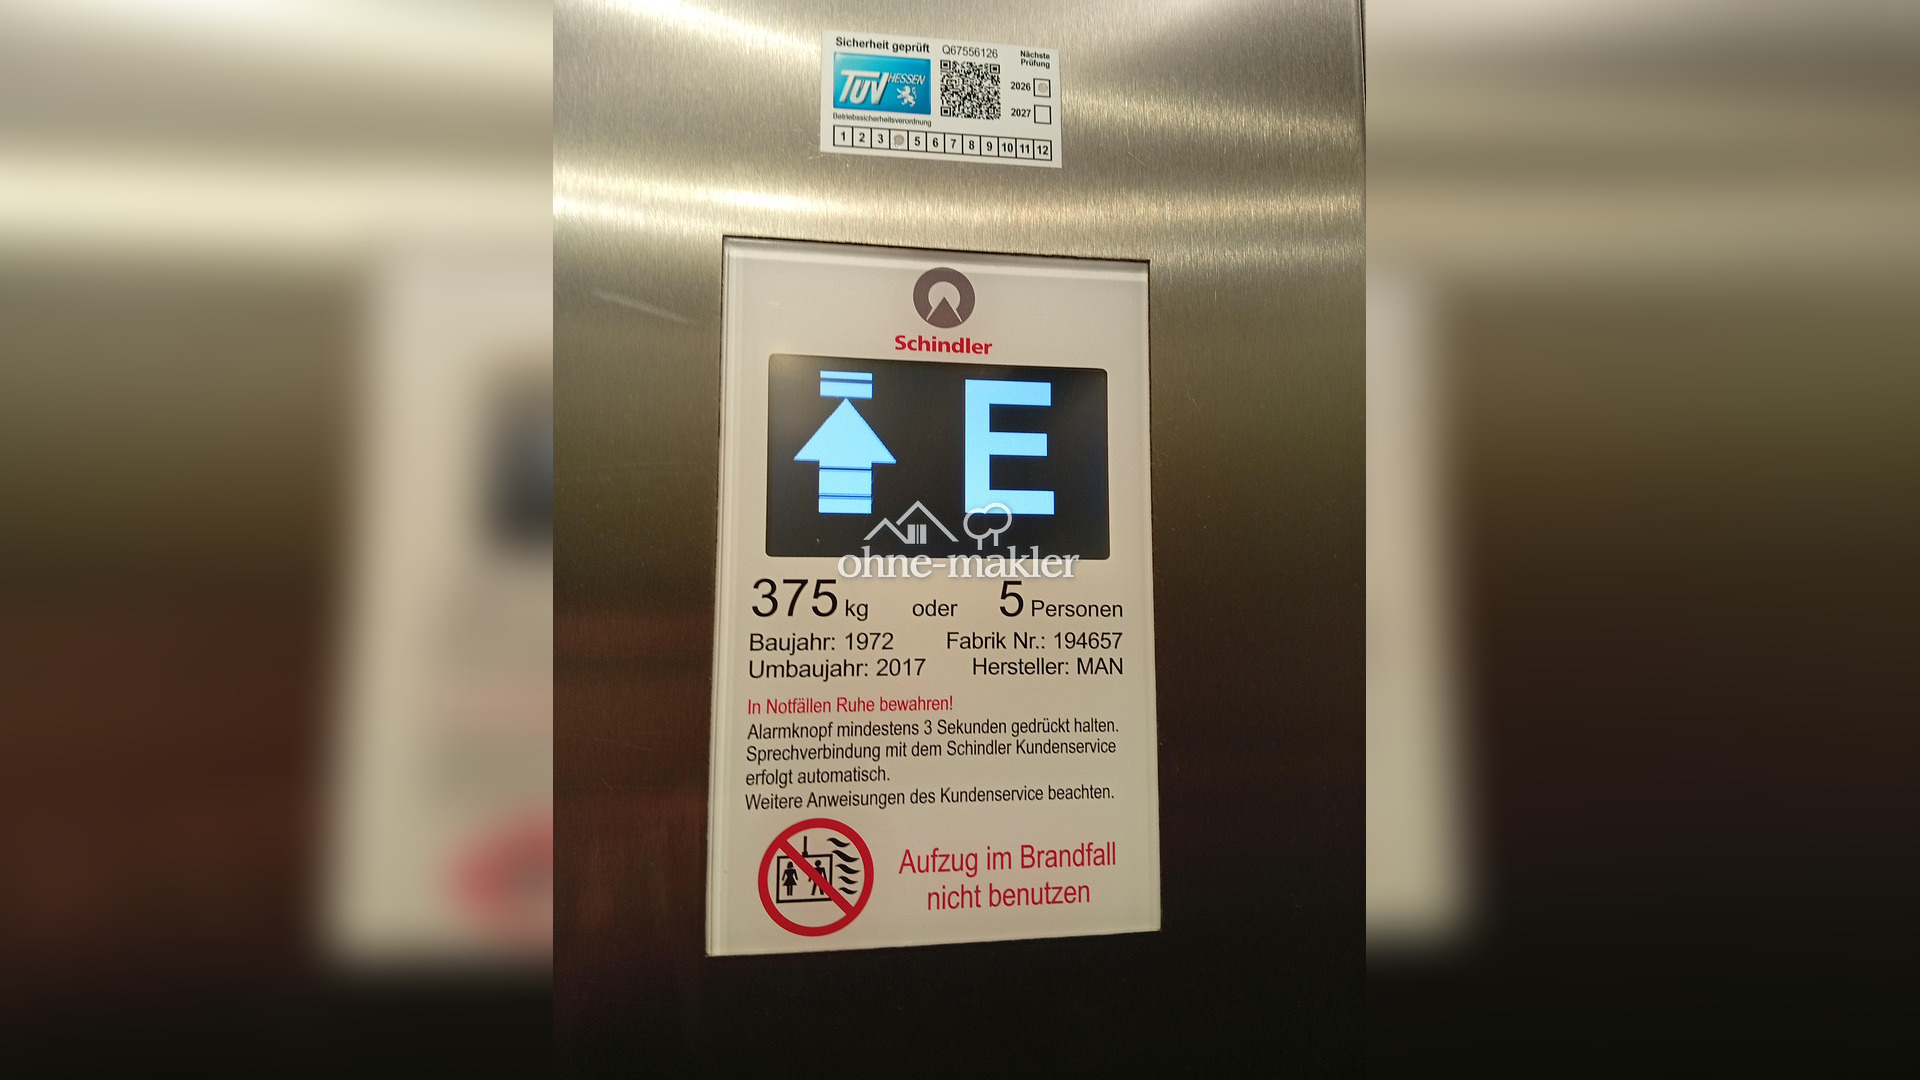 Sicherheit geprüft Q67556126 Nächste Prüfung
TÜV HESSEN
2026
2027
Betriebssicherheitsverordnung
1 2 3 5 6 7 8 9 10 11 12
Schindler
E
ohne-makler
375 kg oder 5 Personen
Baujahr: 1972 Fabrik Nr.: 194657
Umbaujahr: 2017 Hersteller: MAN
In Notfällen Ruhe bewahren!
Alarmknopf mindestens 3 Sekunden gedrückt halten.
Sprechverbindung mit dem Schindler Kundenservice
erfolgt automatisch.
Weitere Anweisungen des Kundenservice beachten.
Aufzug im Brandfall
nicht benutzen